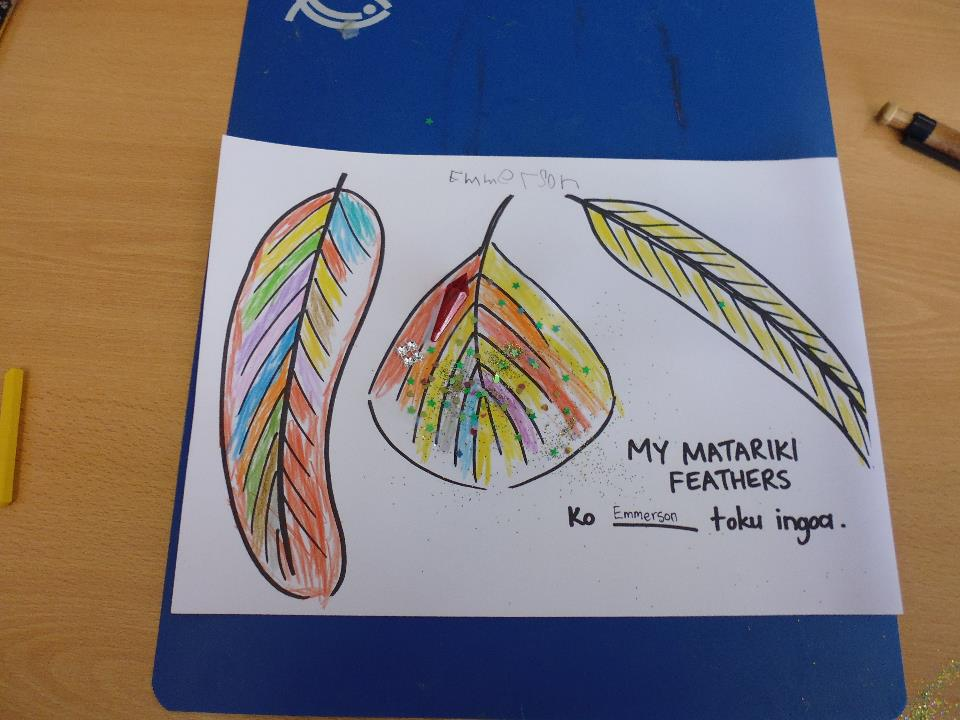 Emmerson
MY MATARIKI
FEATHERS
Ko Emmerson toku ingoa.